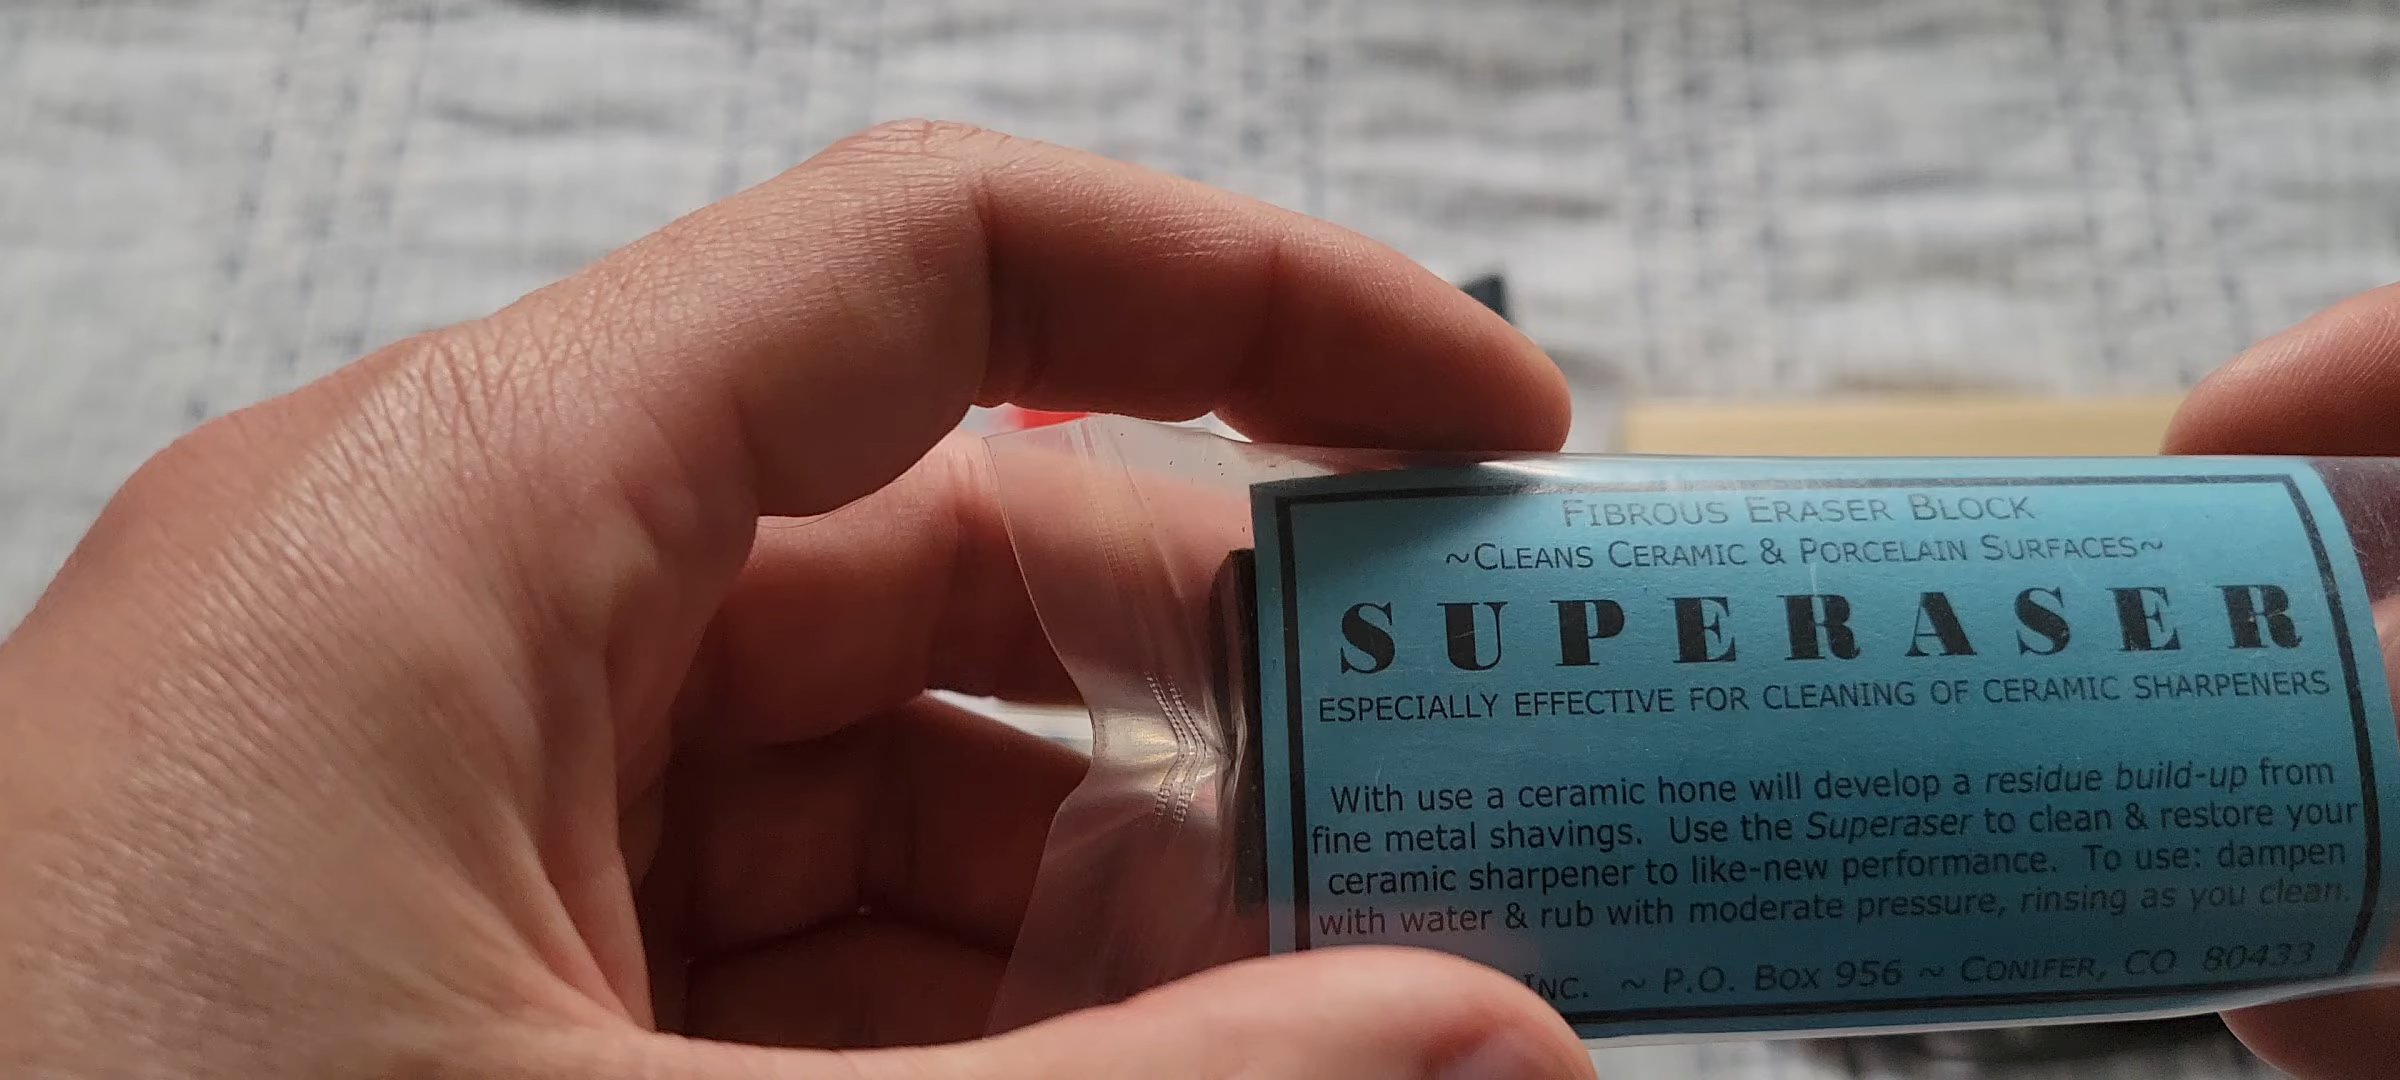 FIBROUS ERASER BLOCK
~CLEANS CERAMIC & PORCELAIN SURFACES~
SUPERASER
ESPECIALLY EFFECTIVE FOR CLEANING OF CERAMIC SHARPENERS
With use a ceramic hone will develop a residue build-up from
fine metal shavings. Use the Superaser to clean & restore your
ceramic sharpener to like-new performance. To use: dampen
with water & rub with moderate pressure, rinsing as you clean.
INC. ~ P.O. BOX 956 ~ CONIFER, CO 80433